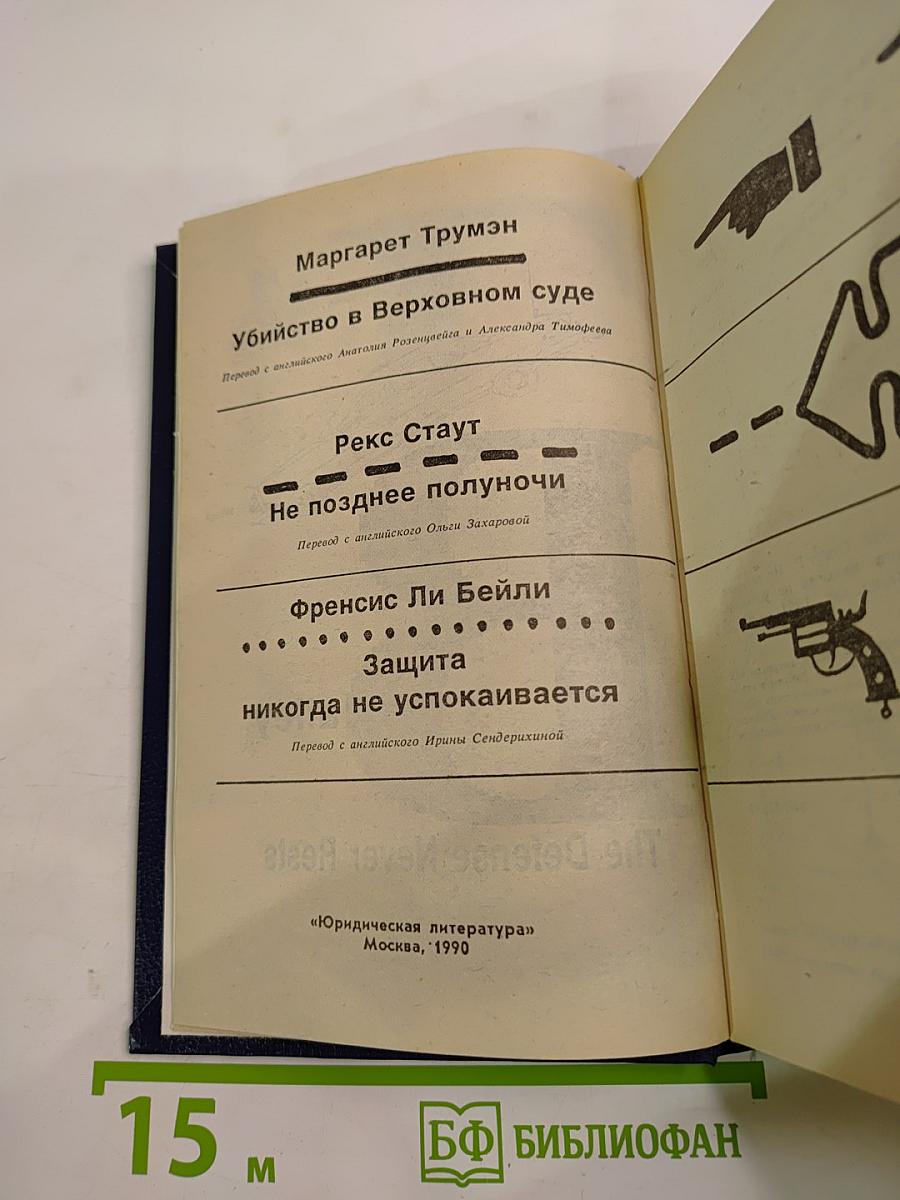 Маргарет Трумэн
Убийство в Верховном суде
Перевод с английского Анатолия Розенцвейга и Александра Тимофеева
Рекс Стаут
Не позднее полуночи
Перевод с английского Ольги Захаровой
Френсис Ли Бейли
Защита
никогда не успокаивается
Перевод с английского Ирины Сендерихиной
The Defense Never Rests
«Юридическая литература»
Москва, 1990
15 м
БФ БИБЛИОФАН